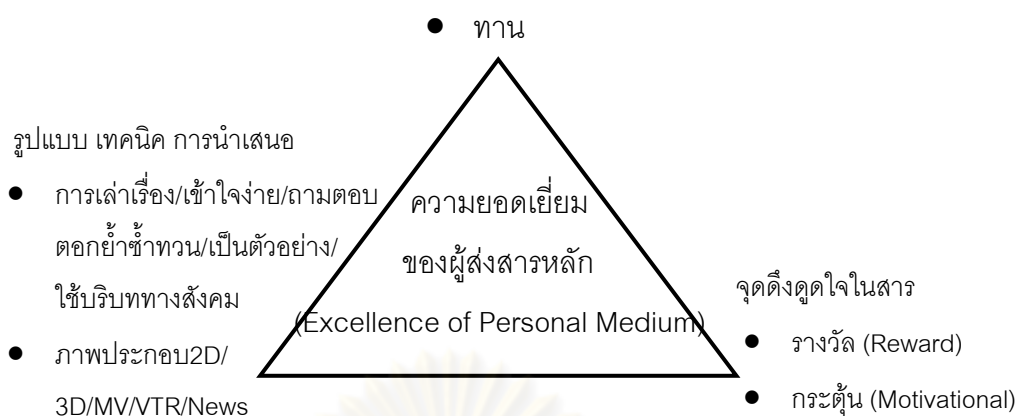 ● ทาน
รูปแบบ เทคนิค การนำเสนอ
● การเล่าเรื่อง/เข้าใจง่าย/ถามตอบ
ตอกย้ำซ้ำทวน/เป็นตัวอย่าง/
ใช้บริบททางสังคม
● ภาพประกอบ2D/
3D/MV/VTR/News
ความยอดเยี่ยม
ของผู้ส่งสารหลัก
(Excellence of Personal Medium)
จุดดึงดูดใจในสาร
● รางวัล (Reward)
● กระตุ้น (Motivational)